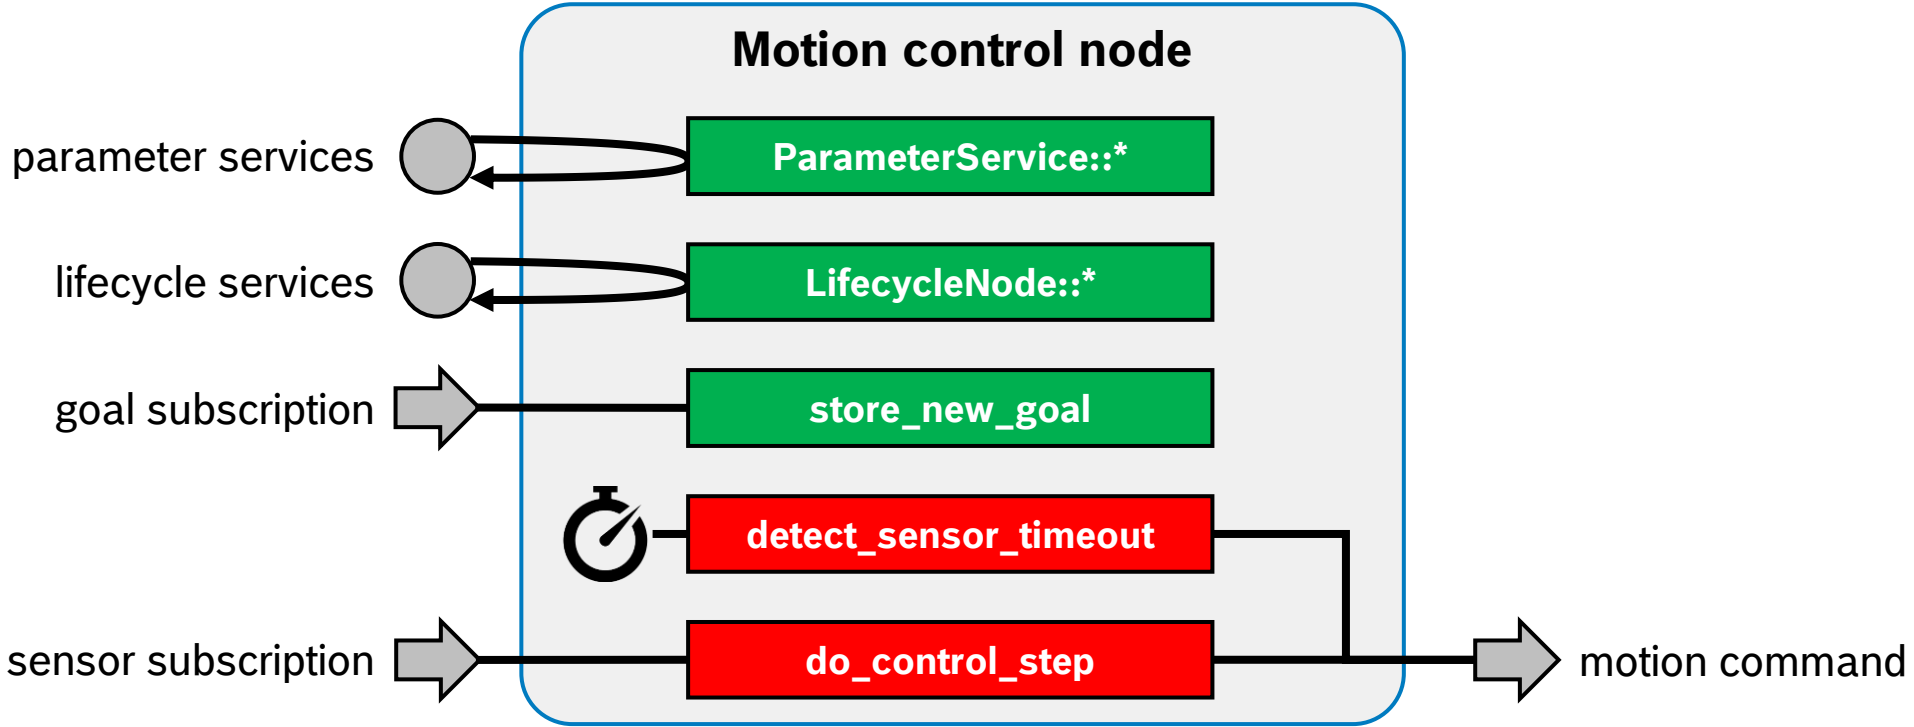 Motion control node
parameter services
ParameterService::*
lifecycle services
LifecycleNode::*
goal subscription
store_new_goal
detect_sensor_timeout
sensor subscription
do_control_step
motion command